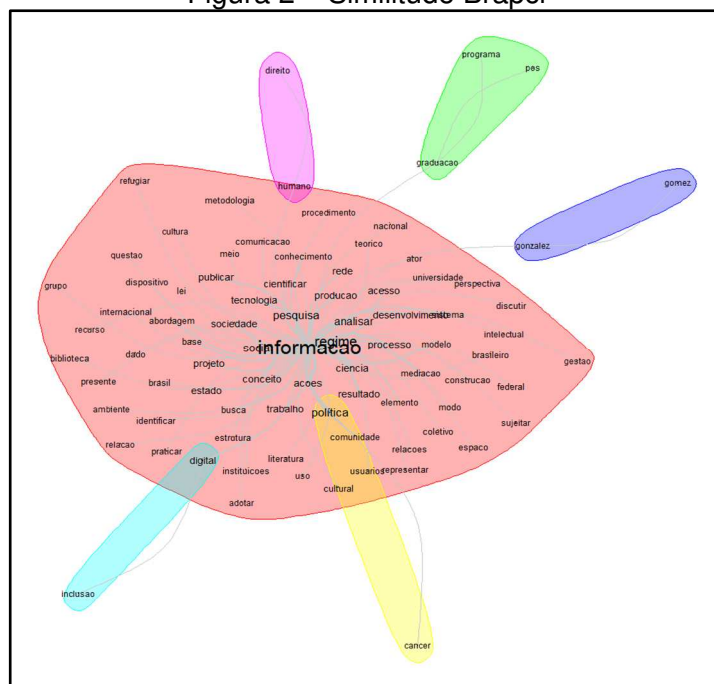 Figura 2 – Similitude Brapci
direito
programa
pos
graduacao
gomez
refugiar
humano
metodologia
procedimento
cultura
nacional
comunicacao
teorico
gonzalez
questao
meio
conhecimento
ator
grupo
dispositivo
lei
publicar
cientificar
rede
acesso
universidade
perspectiva
internacional
tecnologia
producao
discutir
recurso
abordagem
sociedade
pesquisa
analisar
desenvolvimento
sistema
base
regime
intelectual
biblioteca
dado
social
informacao
processo
modelo
brasileiro
gestao
projeto
ciencia
presente
brasil
estado
conceito
acoes
mediacao
construcao
federal
resultado
elemento
ambiente
identificar
busca
trabalho
política
modo
sujeitar
relacao
praticar
estrutura
comunidade
coletivo
relacoes
espaco
digital
instituicoes
literatura
uso
usuarios
representar
cultural
adotar
inclusao
cancer